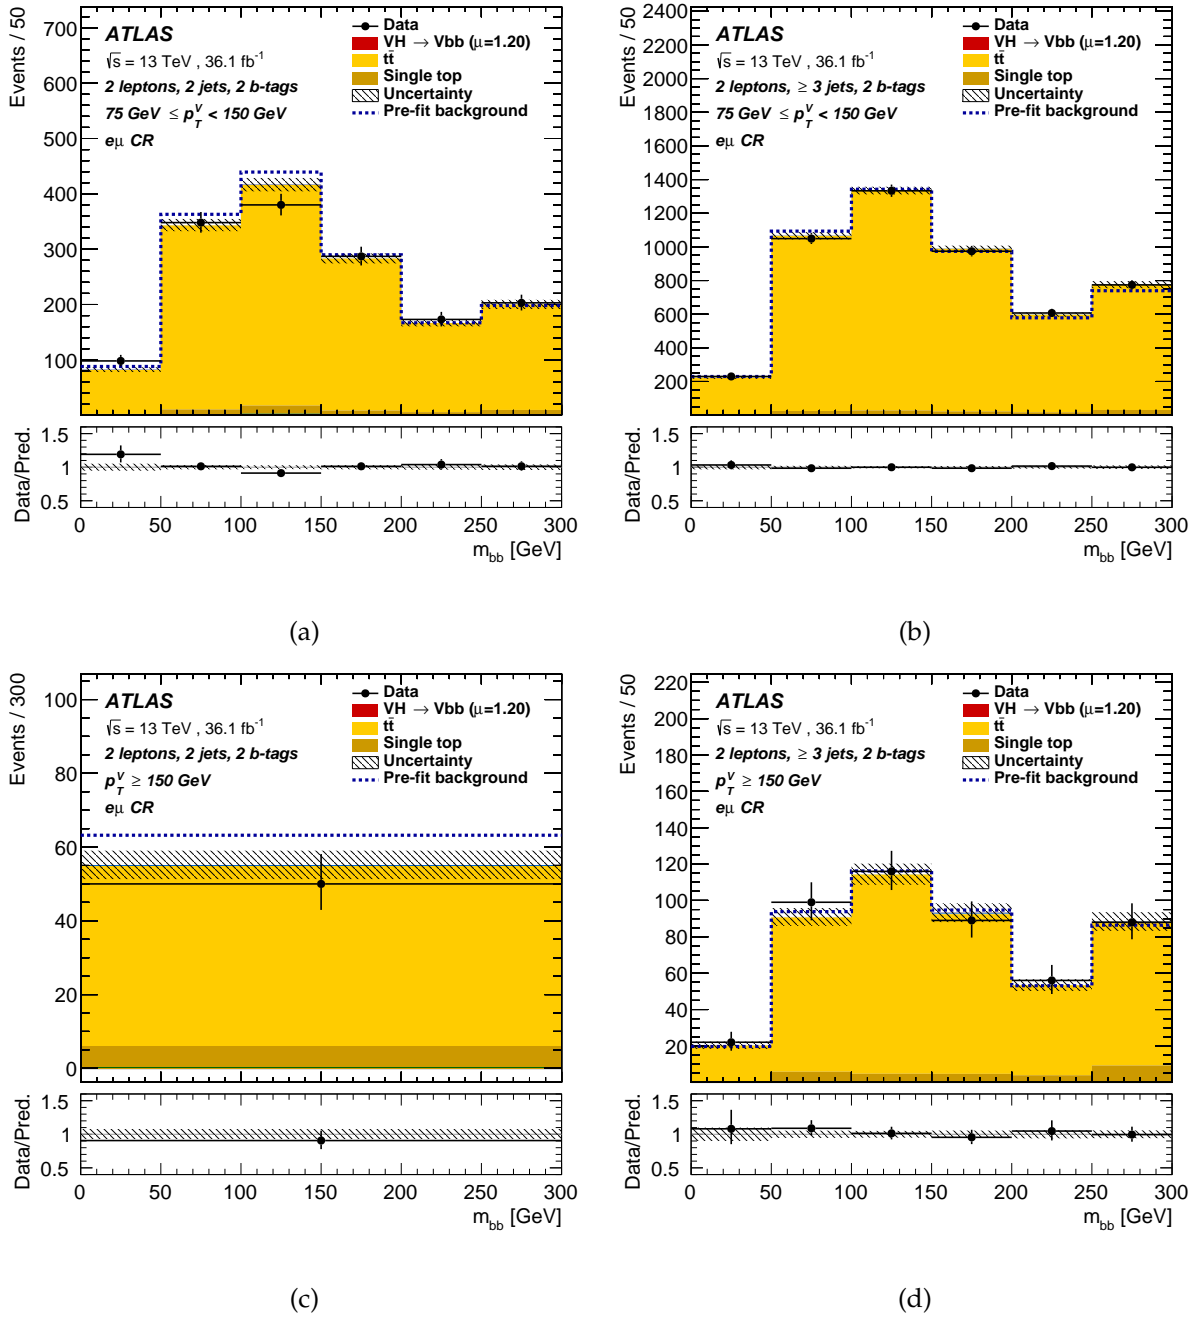 Events / 50
700
600
500
400
300
200
100
ATLAS
√s = 13 TeV , 36.1 fb⁻¹
2 leptons, 2 jets, 2 b-tags
75 GeV ≤ p_T^V < 150 GeV
eμ CR
Data
VH → Vbb (μ=1.20)
tt̄
Single top
Uncertainty
Pre-fit background
Data/Pred.
1.5
1
0.5
0 50 100 150 200 250 300
m_bb [GeV]
(a)
Events / 50
2400
2200
2000
1800
1600
1400
1200
1000
800
600
400
200
ATLAS
√s = 13 TeV , 36.1 fb⁻¹
2 leptons, ≥ 3 jets, 2 b-tags
75 GeV ≤ p_T^V < 150 GeV
eμ CR
Data
VH → Vbb (μ=1.20)
tt̄
Single top
Uncertainty
Pre-fit background
Data/Pred.
1.5
1
0.5
0 50 100 150 200 250 300
m_bb [GeV]
(b)
Events / 300
100
80
60
40
20
0
ATLAS
√s = 13 TeV , 36.1 fb⁻¹
2 leptons, 2 jets, 2 b-tags
p_T^V ≥ 150 GeV
eμ CR
Data
VH → Vbb (μ=1.20)
tt̄
Single top
Uncertainty
Pre-fit background
Data/Pred.
1.5
1
0.5
0 50 100 150 200 250 300
m_bb [GeV]
(c)
Events / 50
220
200
180
160
140
120
100
80
60
40
20
ATLAS
√s = 13 TeV , 36.1 fb⁻¹
2 leptons, ≥ 3 jets, 2 b-tags
p_T^V ≥ 150 GeV
eμ CR
Data
VH → Vbb (μ=1.20)
tt̄
Single top
Uncertainty
Pre-fit background
Data/Pred.
1.5
1
0.5
0 50 100 150 200 250 300
m_bb [GeV]
(d)